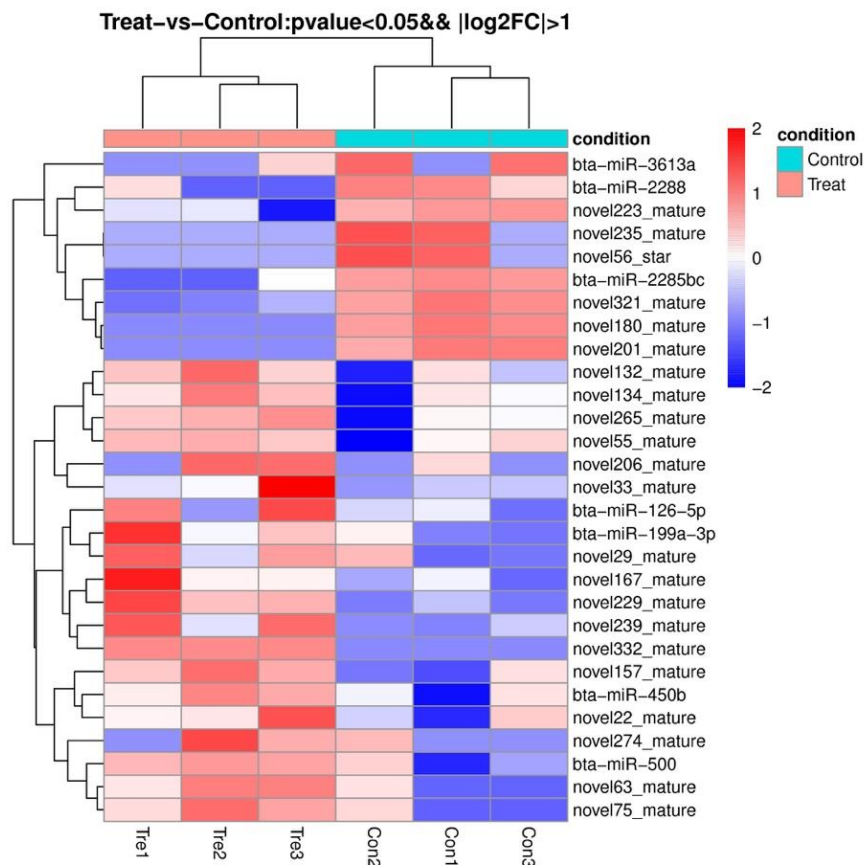 Treat-vs-Control:pvalue<0.05&& |log2FC|>1
condition
bta-miR-3613a
bta-miR-2288
novel223_mature
novel235_mature
novel56_star
bta-miR-2285bc
novel321_mature
novel180_mature
novel201_mature
novel132_mature
novel134_mature
novel265_mature
novel55_mature
novel206_mature
novel33_mature
bta-miR-126-5p
bta-miR-199a-3p
novel29_mature
novel167_mature
novel229_mature
novel239_mature
novel332_mature
novel157_mature
bta-miR-450b
novel22_mature
novel274_mature
bta-miR-500
novel63_mature
novel75_mature
Tre1
Tre2
Tre3
Con2
Con1
Con3
2
1
0
-1
-2
condition
Control
Treat